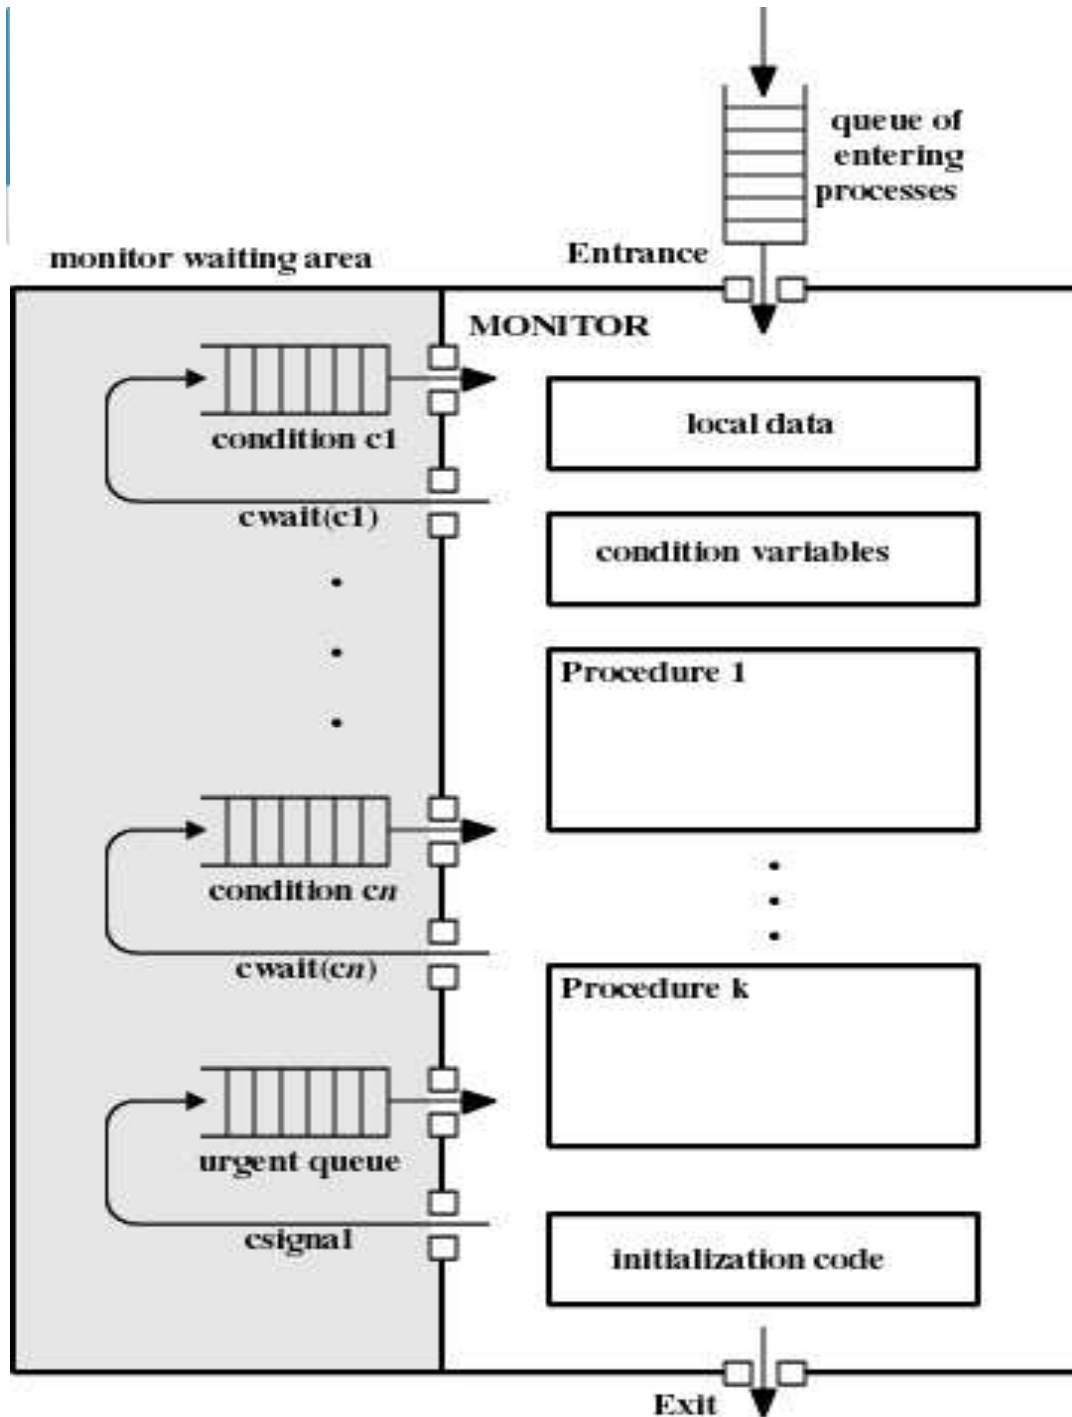 queue of
entering
processes
Entrance
monitor waiting area
MONITOR
condition c1
local data
cwait(c1)
condition variables
Procedure 1
condition cn
cwait(cn)
Procedure k
urgent queue
csignal
initialization code
Exit